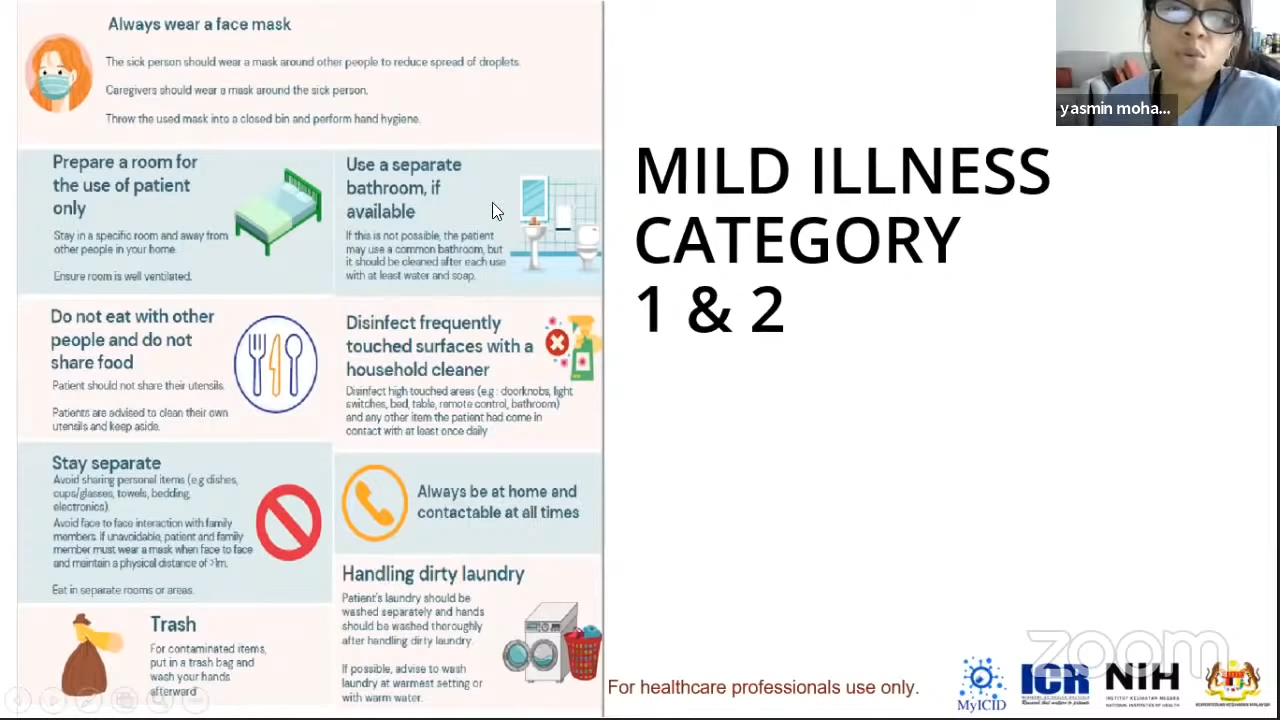 Always wear a face mask
The sick person should wear a mask around other people to reduce spread of droplets.
Caregivers should wear a mask around the sick person.
Throw the used mask into a closed bin and perform hand hygiene.
Prepare a room for
the use of patient
only
Stay in a specific room and away from
other people in your home.
Ensure room is well ventilated.
Use a separate
bathroom, if
available
If this is not possible, the patient
may use a common bathroom, but
it should be cleaned after each use
with at least water and soap.
Do not eat with other
people and do not
share food
Patient should not share their utensils.
Patients are advised to clean their own
utensils and keep aside.
Disinfect frequently
touched surfaces with a
household cleaner
Disinfect high touched areas (e.g : doorknobs, light
switches, bed, table, remote control, bathroom)
and any other item the patient had come in
contact with at least once daily
Stay separate
Avoid sharing personal items (e.g dishes,
cups/glasses, towels, bedding,
electronics).
Avoid face to face interaction with family
members. If unavoidable, patient and family
member must wear a mask when face to face
and maintain a physical distance of >1m.
Eat in separate rooms or areas.
Always be at home and
contactable at all times
Trash
For contaminated items,
put in a trash bag and
wash your hands
afterward
Handling dirty laundry
Patient's laundry should be
washed separately and hands
should be washed thoroughly
after handling dirty laundry.
If possible, advise to wash
laundry at warmest setting or
with warm water.
MILD ILLNESS
CATEGORY
1 & 2
yasmin moha...
For healthcare professionals use only.
zoom
MyICID
ICR
NIH
INSTITUT KESIHATAN NEGARA
NATIONAL INSTITUTES OF HEALTH
KEMENTERIAN KESIHATAN MALAYSIA